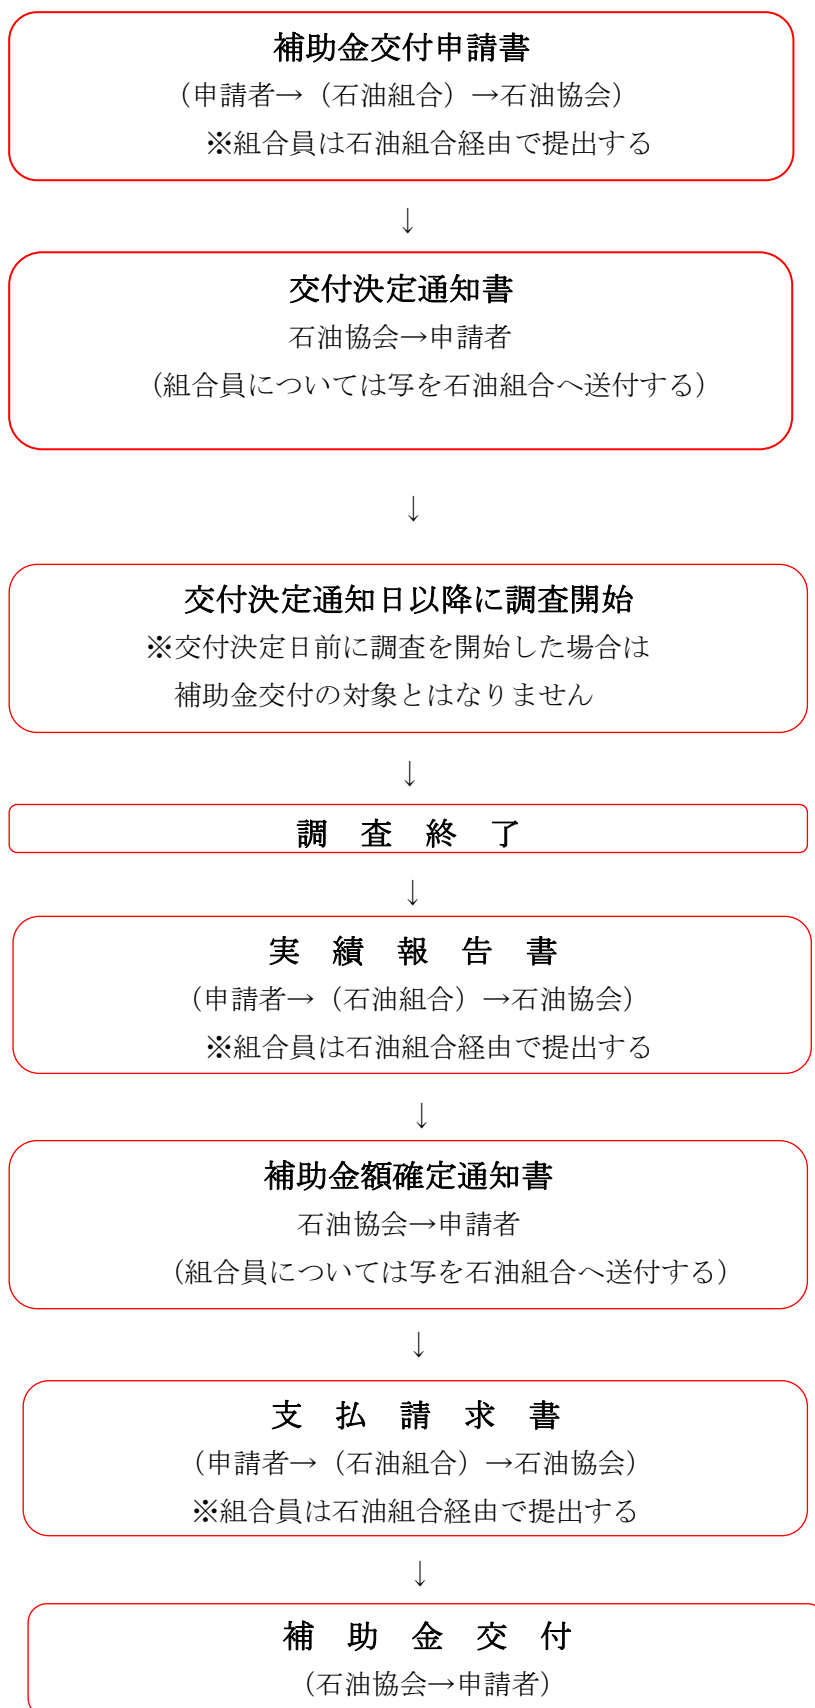 補助金交付申請書
（申請者→（石油組合）→石油協会）
※組合員は石油組合経由で提出する
↓
交付決定通知書
石油協会→申請者
（組合員については写を石油組合へ送付する）
↓
交付決定通知日以降に調査開始
※交付決定日前に調査を開始した場合は
補助金交付の対象とはなりません
↓
調　査　終　了
↓
実　績　報　告　書
（申請者→（石油組合）→石油協会）
※組合員は石油組合経由で提出する
↓
補助金額確定通知書
石油協会→申請者
（組合員については写を石油組合へ送付する）
↓
支　払　請　求　書
（申請者→（石油組合）→石油協会）
※組合員は石油組合経由で提出する
↓
補　助　金　交　付
（石油協会→申請者）